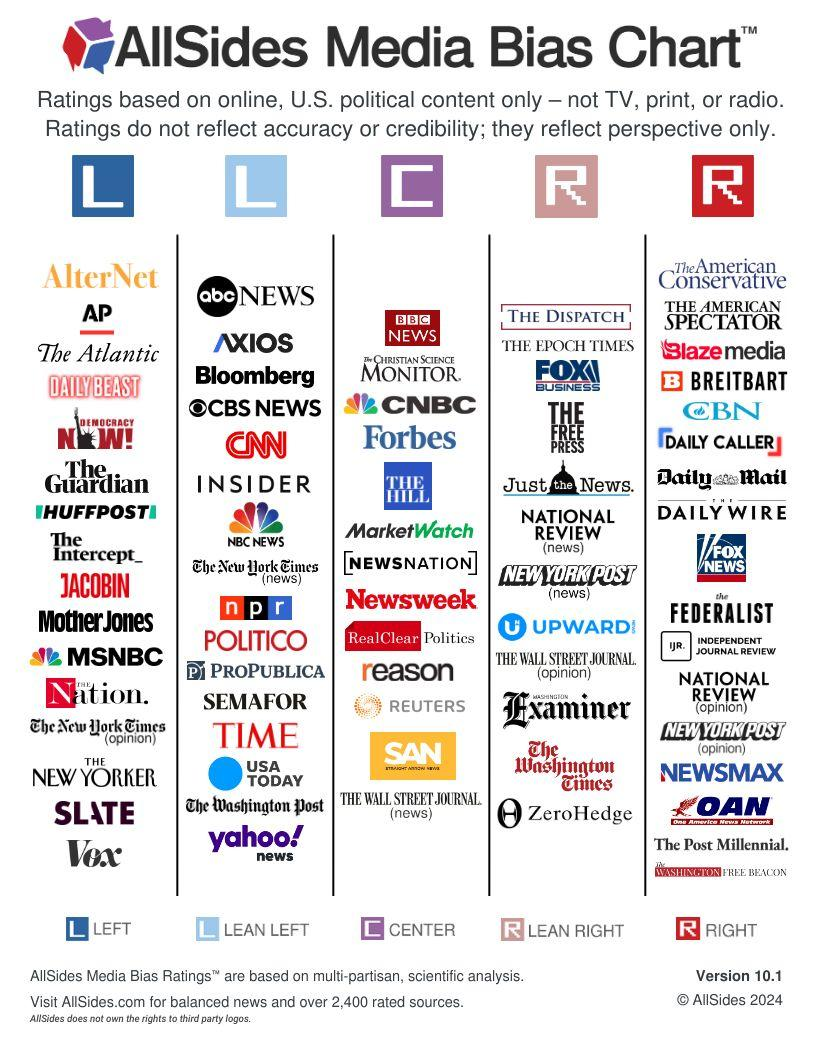 AllSides Media Bias Chart™
Ratings based on online, U.S. political content only – not TV, print, or radio.
Ratings do not reflect accuracy or credibility; they reflect perspective only.
L
L
C
R
R
AlterNet
AP
The Atlantic
DAILY BEAST
DEMOCRACY
NOW!
The
Guardian
HUFFPOST
The
Intercept_
JACOBIN
Mother Jones
MSNBC
THE
Nation.
The New York Times
(opinion)
THE
NEW YORKER
SLATE
Vox
abc NEWS
AXIOS
Bloomberg
CBS NEWS
CNN
INSIDER
NBC NEWS
The New York Times
(news)
npr
POLITICO
PROPUBLICA
SEMAFOR
TIME
USA
TODAY
The Washington Post
yahoo!
news
BBC
NEWS
The CHRISTIAN SCIENCE
MONITOR
CNBC
Forbes
THE
HILL
MarketWatch
[NEWSNATION]
Newsweek
RealClear Politics
reason
REUTERS
SAN
STRAIGHT ARROW NEWS
THE WALL STREET JOURNAL.
(news)
THE DISPATCH
THE EPOCH TIMES
FOX
BUSINESS
THE
FREE
PRESS
Just the News.
NATIONAL
REVIEW
(news)
NEW YORK POST
(news)
UPWARD NEWS
THE WALL STREET JOURNAL.
(opinion)
WASHINGTON
Examiner
The
Washington
Times
ZeroHedge
The American
Conservative
THE AMERICAN
SPECTATOR
Blaze media
B BREITBART
CBN
DAILY CALLER
Daily Mail
THE
DAILY WIRE
FOX
NEWS
the
FEDERALIST
IJR. INDEPENDENT
JOURNAL REVIEW
NATIONAL
REVIEW
(opinion)
NEW YORK POST
(opinion)
NEWSMAX
OAN
One America News Network
The Post Millennial.
The
WASHINGTON FREE BEACON
L LEFT
L LEAN LEFT
C CENTER
R LEAN RIGHT
R RIGHT
AllSides Media Bias Ratings™ are based on multi-partisan, scientific analysis.
Visit AllSides.com for balanced news and over 2,400 rated sources.
AllSides does not own the rights to third party logos.
Version 10.1
© AllSides 2024